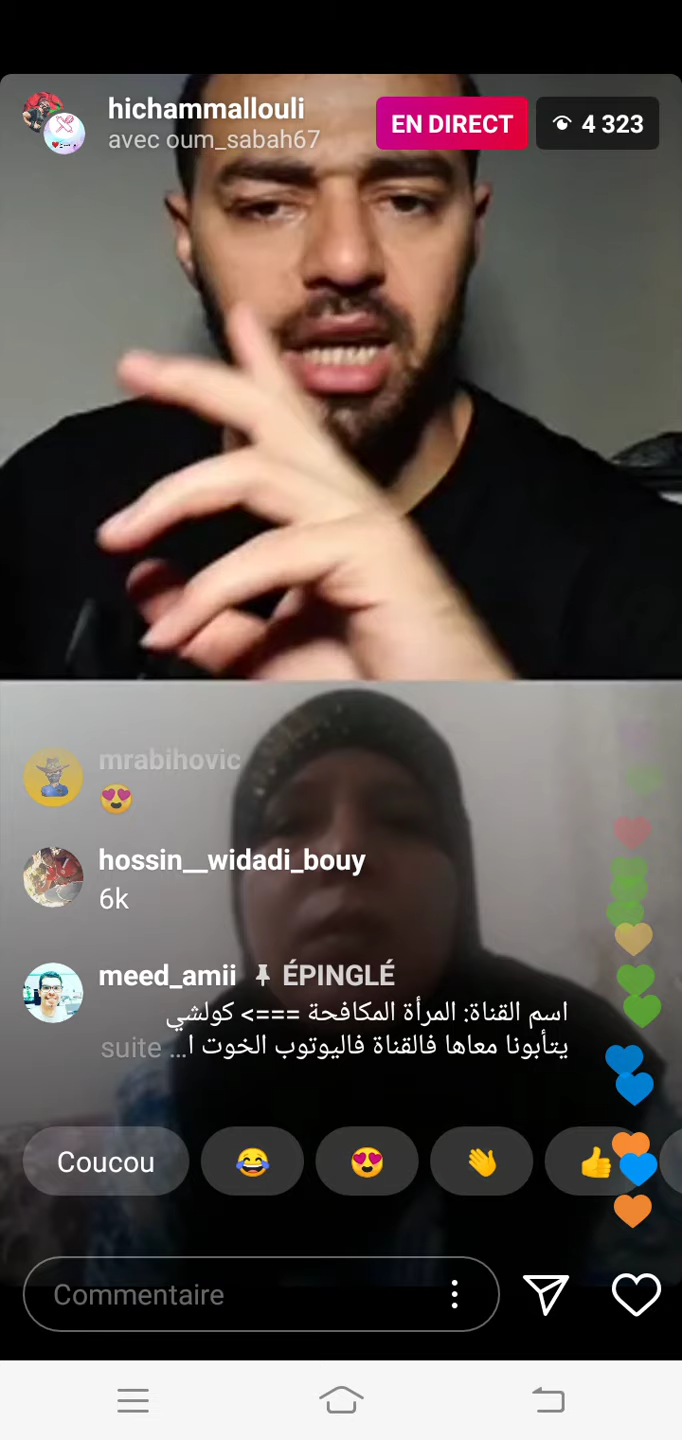 hichammallouli
avec oum_sabah67
EN DIRECT
4 323
mrabihovic
😍
hossin__widadi_bouy
6k
meed_amii ÉPINGLÉ
اسم القناة: المرأة المكافحة ===> كولشي
يتأبونا معاها فالقناة فاليوتوب الخوت ا... suite
Coucou 😂 😍 👏 👍
Commentaire